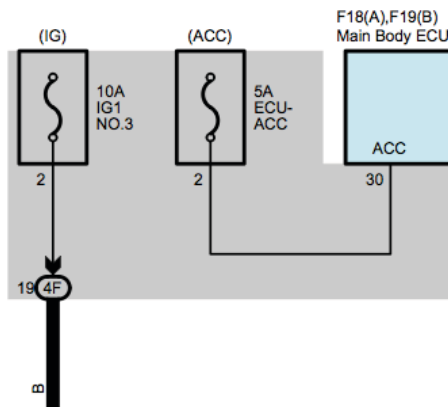 (IG)
10A
IG1
NO.3
2
(ACC)
5A
ECU-
ACC
2
F18(A),F19(B)
Main Body ECU
ACC
30
19 4F
B